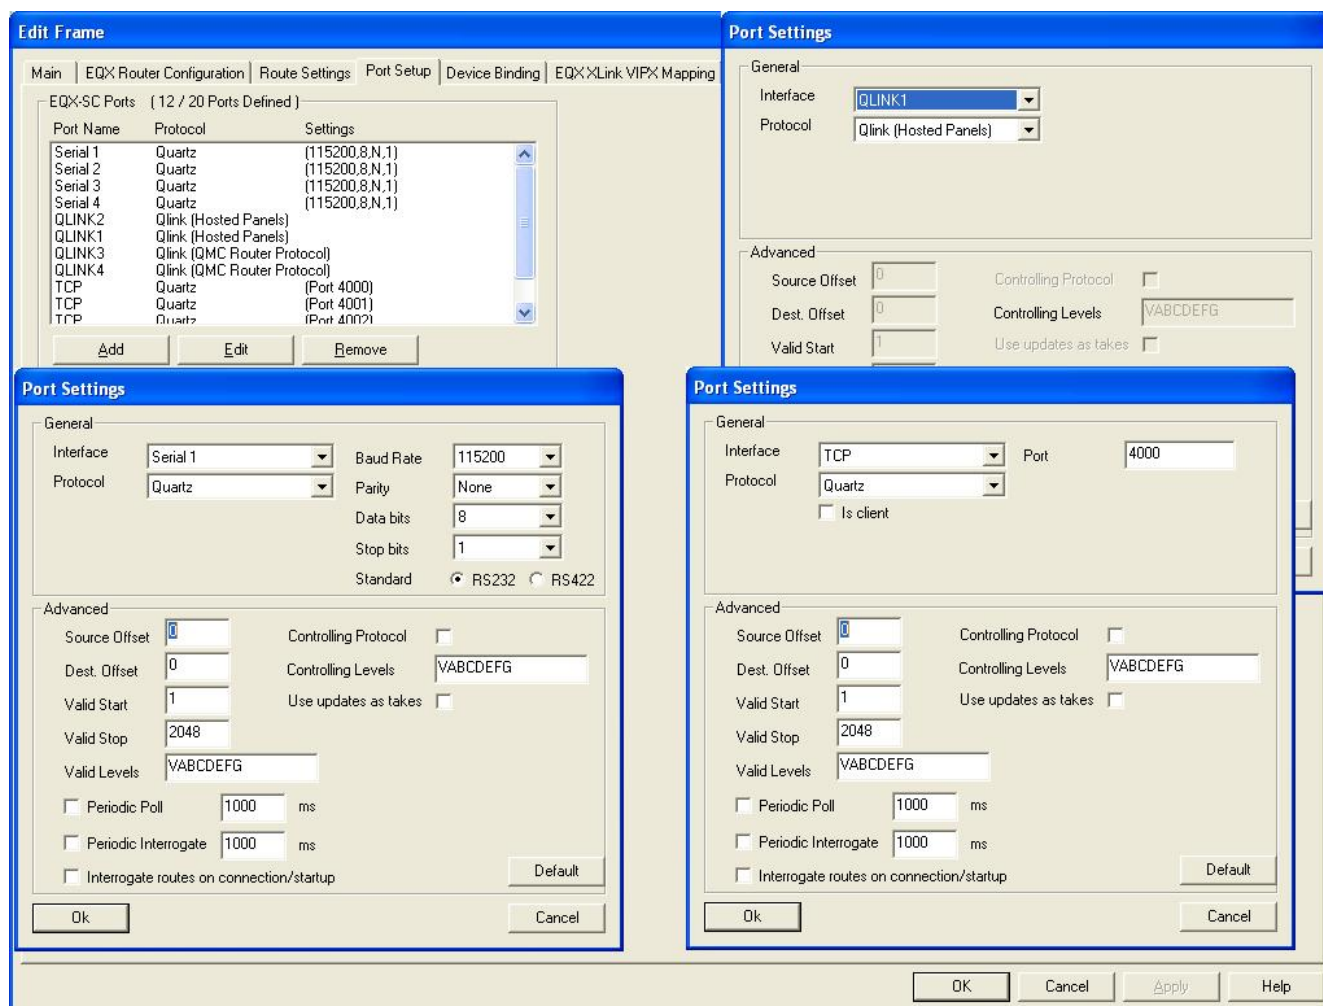 Edit Frame
Main EQX Router Configuration Route Settings Port Setup Device Binding EQX XLink VIPX Mapping
EQX-SC Ports ( 12 / 20 Ports Defined )
Port Name Protocol Settings
Serial 1 Quartz (115200,8,N,1)
Serial 2 Quartz (115200,8,N,1)
Serial 3 Quartz (115200,8,N,1)
Serial 4 Quartz (115200,8,N,1)
QLINK2 Qlink (Hosted Panels)
QLINK1 Qlink (Hosted Panels)
QLINK3 Qlink (QMC Router Protocol)
QLINK4 Qlink (QMC Router Protocol)
TCP Quartz (Port 4000)
TCP Quartz (Port 4001)
TCP Quartz (Port 4002)
Add Edit Remove
Port Settings
General
Interface QLINK1
Protocol Qlink (Hosted Panels)
Advanced
Source Offset 0 Controlling Protocol
Dest. Offset 0 Controlling Levels VABCDEFG
Valid Start 1 Use updates as takes
Port Settings
General
Interface Serial 1 Baud Rate 115200
Protocol Quartz Parity None
Data bits 8
Stop bits 1
Standard RS232 RS422
Advanced
Source Offset 0 Controlling Protocol
Dest. Offset 0 Controlling Levels VABCDEFG
Valid Start 1 Use updates as takes
Valid Stop 2048
Valid Levels VABCDEFG
Periodic Poll 1000 ms
Periodic Interrogate 1000 ms
Interrogate routes on connection/startup
Default
Ok Cancel
Port Settings
General
Interface TCP Port 4000
Protocol Quartz
Is client
Advanced
Source Offset 0 Controlling Protocol
Dest. Offset 0 Controlling Levels VABCDEFG
Valid Start 1 Use updates as takes
Valid Stop 2048
Valid Levels VABCDEFG
Periodic Poll 1000 ms
Periodic Interrogate 1000 ms
Interrogate routes on connection/startup
Default
Ok Cancel
OK Cancel Apply Help